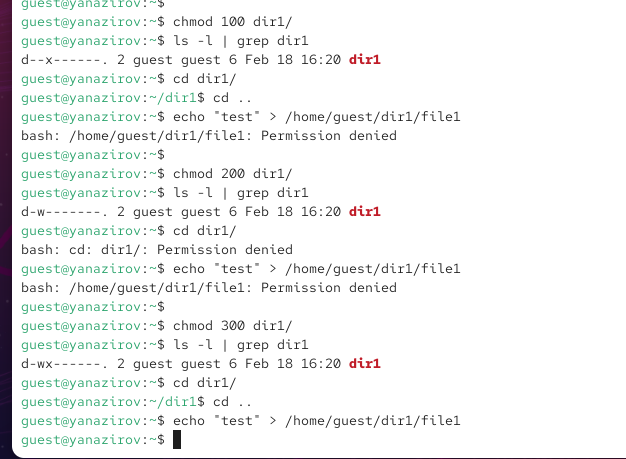 guest@yanazirov:~$
guest@yanazirov:~$ chmod 100 dir1/
guest@yanazirov:~$ ls -l | grep dir1
d--x------. 2 guest guest 6 Feb 18 16:20 dir1
guest@yanazirov:~$ cd dir1/
guest@yanazirov:~/dir1$ cd ..
guest@yanazirov:~$ echo "test" > /home/guest/dir1/file1
bash: /home/guest/dir1/file1: Permission denied
guest@yanazirov:~$
guest@yanazirov:~$ chmod 200 dir1/
guest@yanazirov:~$ ls -l | grep dir1
d-w-------. 2 guest guest 6 Feb 18 16:20 dir1
guest@yanazirov:~$ cd dir1/
bash: cd: dir1/: Permission denied
guest@yanazirov:~$ echo "test" > /home/guest/dir1/file1
bash: /home/guest/dir1/file1: Permission denied
guest@yanazirov:~$
guest@yanazirov:~$ chmod 300 dir1/
guest@yanazirov:~$ ls -l | grep dir1
d-wx------. 2 guest guest 6 Feb 18 16:20 dir1
guest@yanazirov:~$ cd dir1/
guest@yanazirov:~/dir1$ cd ..
guest@yanazirov:~$ echo "test" > /home/guest/dir1/file1
guest@yanazirov:~$